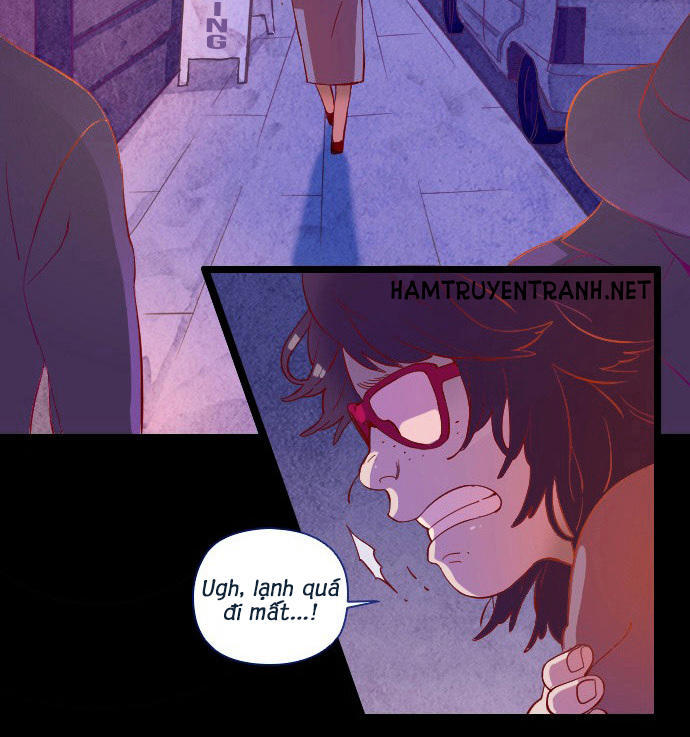 ING
HAMTRUYENTRANH.NET
Ugh, lạnh quá
đi mất...!